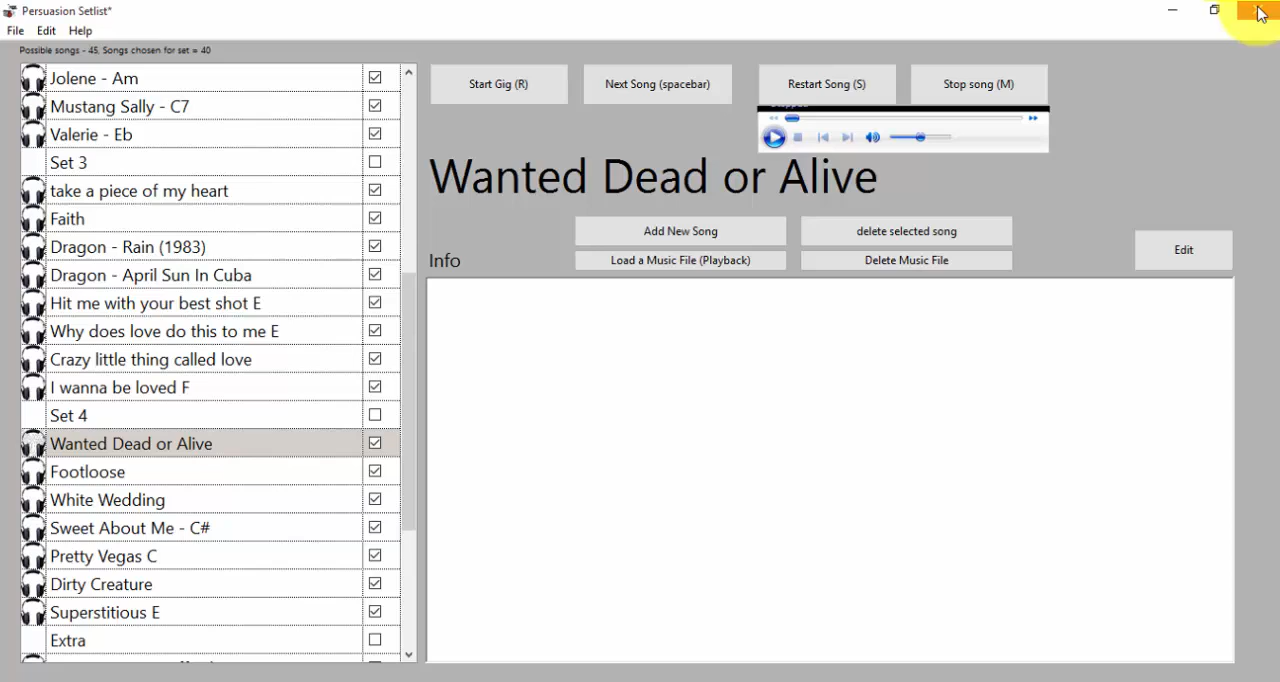 Persuasion Setlist*
File Edit Help
Possible songs - 45, Songs chosen for set = 40
Jolene - Am
Mustang Sally - C7
Valerie - Eb
Set 3
take a piece of my heart
Faith
Dragon - Rain (1983)
Dragon - April Sun In Cuba
Hit me with your best shot E
Why does love do this to me E
Crazy little thing called love
I wanna be loved F
Set 4
Wanted Dead or Alive
Footloose
White Wedding
Sweet About Me - C#
Pretty Vegas C
Dirty Creature
Superstitious E
Extra
Start Gig (R) Next Song (spacebar) Restart Song (S) Stop song (M)
Wanted Dead or Alive
Add New Song delete selected song
Info Load a Music File (Playback) Delete Music File Edit